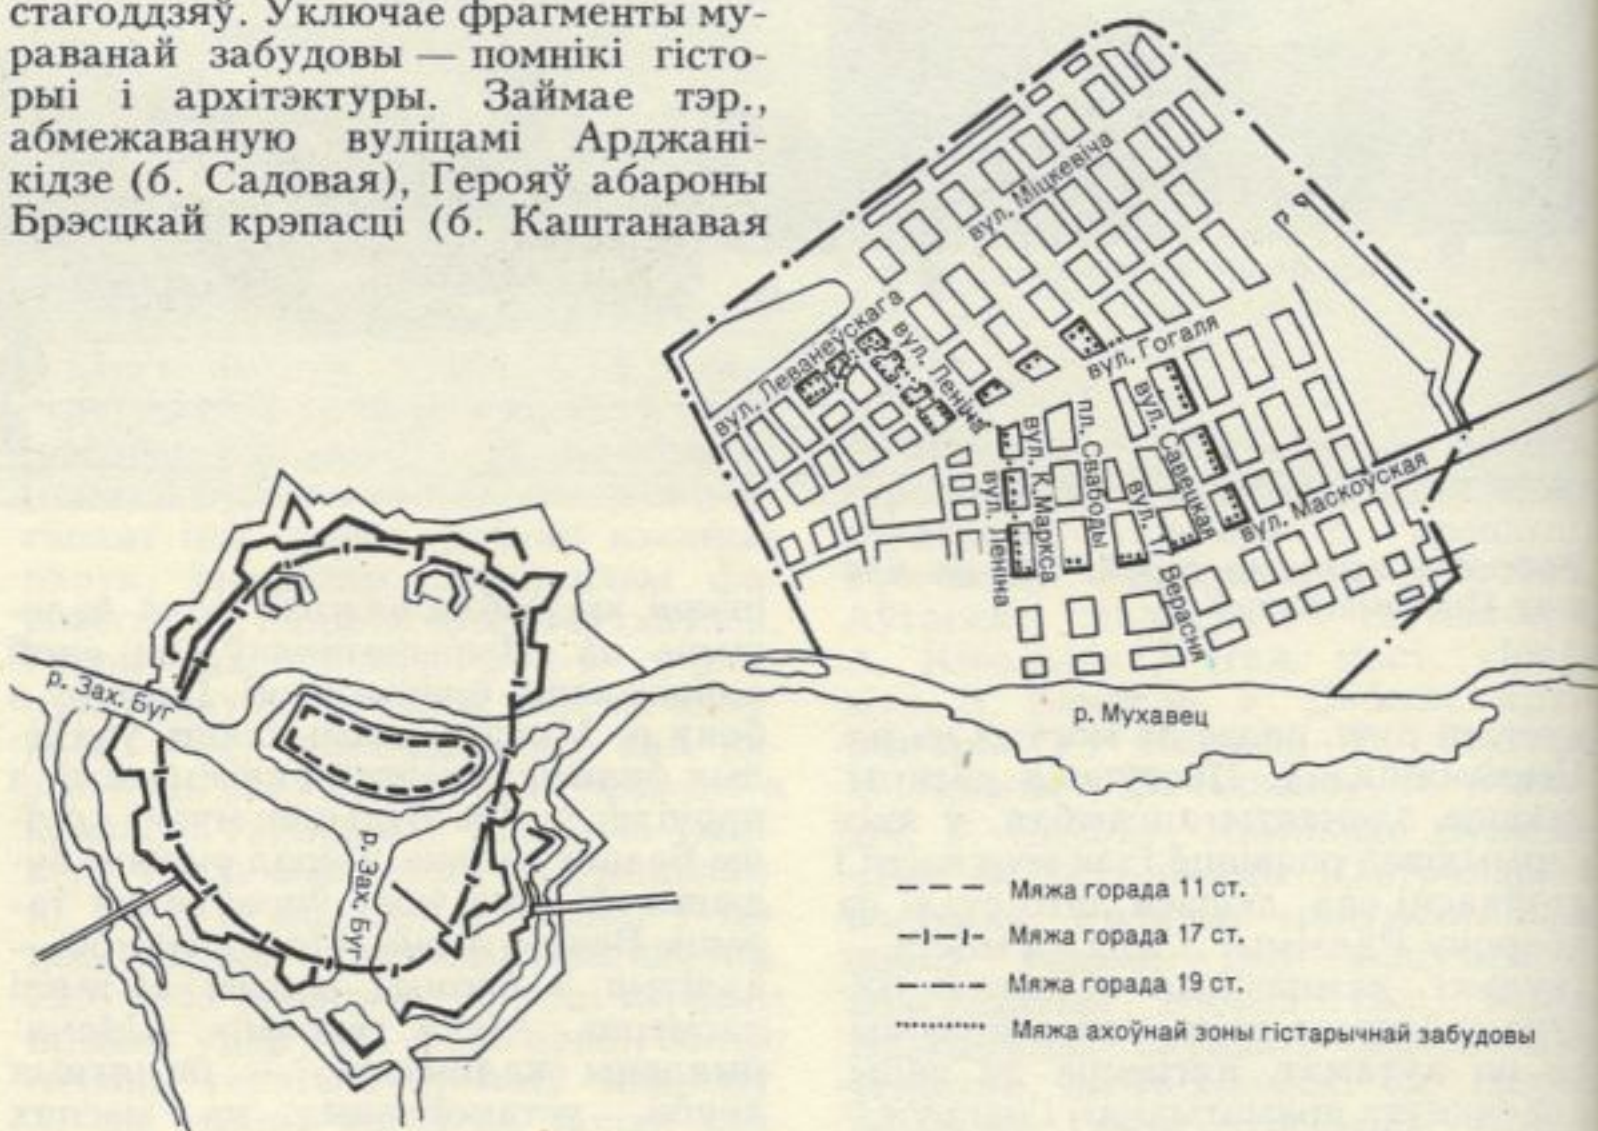 стагоддзяў. Уключае фрагменты му-
раванай забудовы — помнікі гісто-
рыі і архітэктуры. Займае тэр.,
абмежаваную вуліцамі Арджані-
кідзе (б. Садовая), Герояў абароны
Брэсцкай крэпасці (б. Каштанавая
вул. Міцкевіча
вул. Леванеўскага
вул. Леніна
вул. Гогаля
вул. Савецкая
пл. Свабоды
вул. К. Маркса
вул. Леніна
вул. 17 Верасня
вул. Маскоўская
р. Зах. Буг
р. Мухавец
р. Зах. Буг
Мяжа горада 11 ст.
Мяжа горада 17 ст.
Мяжа горада 19 ст.
Мяжа ахоўнай зоны гістарычнай забудовы